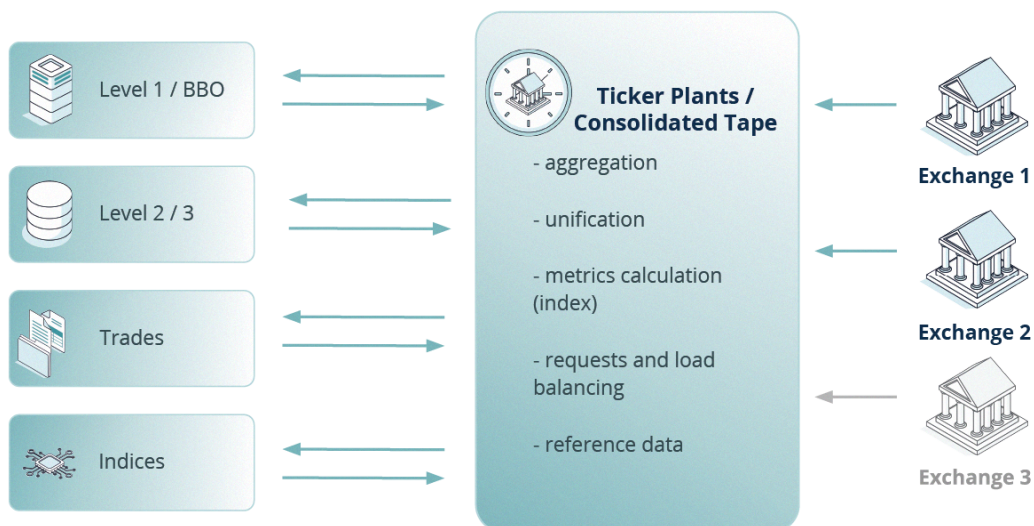 Level 1 / BBO
Level 2 / 3
Trades
Indices
Ticker Plants /
Consolidated Tape
- aggregation
- unification
- metrics calculation
(index)
- requests and load
balancing
- reference data
Exchange 1
Exchange 2
Exchange 3